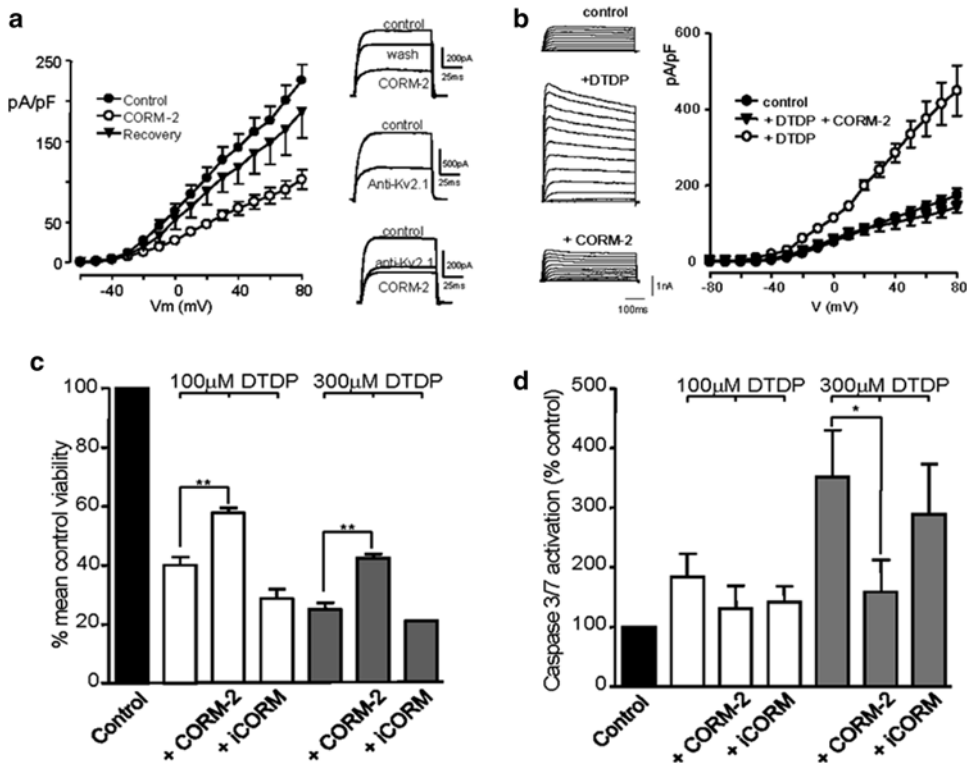 a
250
pA/pF
150
50
0
-40
0
40
80
Vm (mV)
Control
CORM-2
Recovery
control
wash
CORM-2
200pA
25ms
control
Anti-Kv2.1
500pA
25ms
control
anti-Kv2.1
CORM-2
200pA
25ms
b
control
+DTDP
+ CORM-2
1nA
100ms
pA/pF
600
400
200
0
-80
-40
0
40
80
V (mV)
control
+ DTDP + CORM-2
+ DTDP
c
% mean control viability
100
80
60
40
20
0
100µM DTDP
300µM DTDP
**
**
Control
+ CORM-2
+ iCORM
+ CORM-2
+ iCORM
d
Caspase 3/7 activation (% control)
500
400
300
200
150
100
50
0
100µM DTDP
300µM DTDP
*
Control
+ CORM-2
+ iCORM
+ CORM-2
+ iCORM